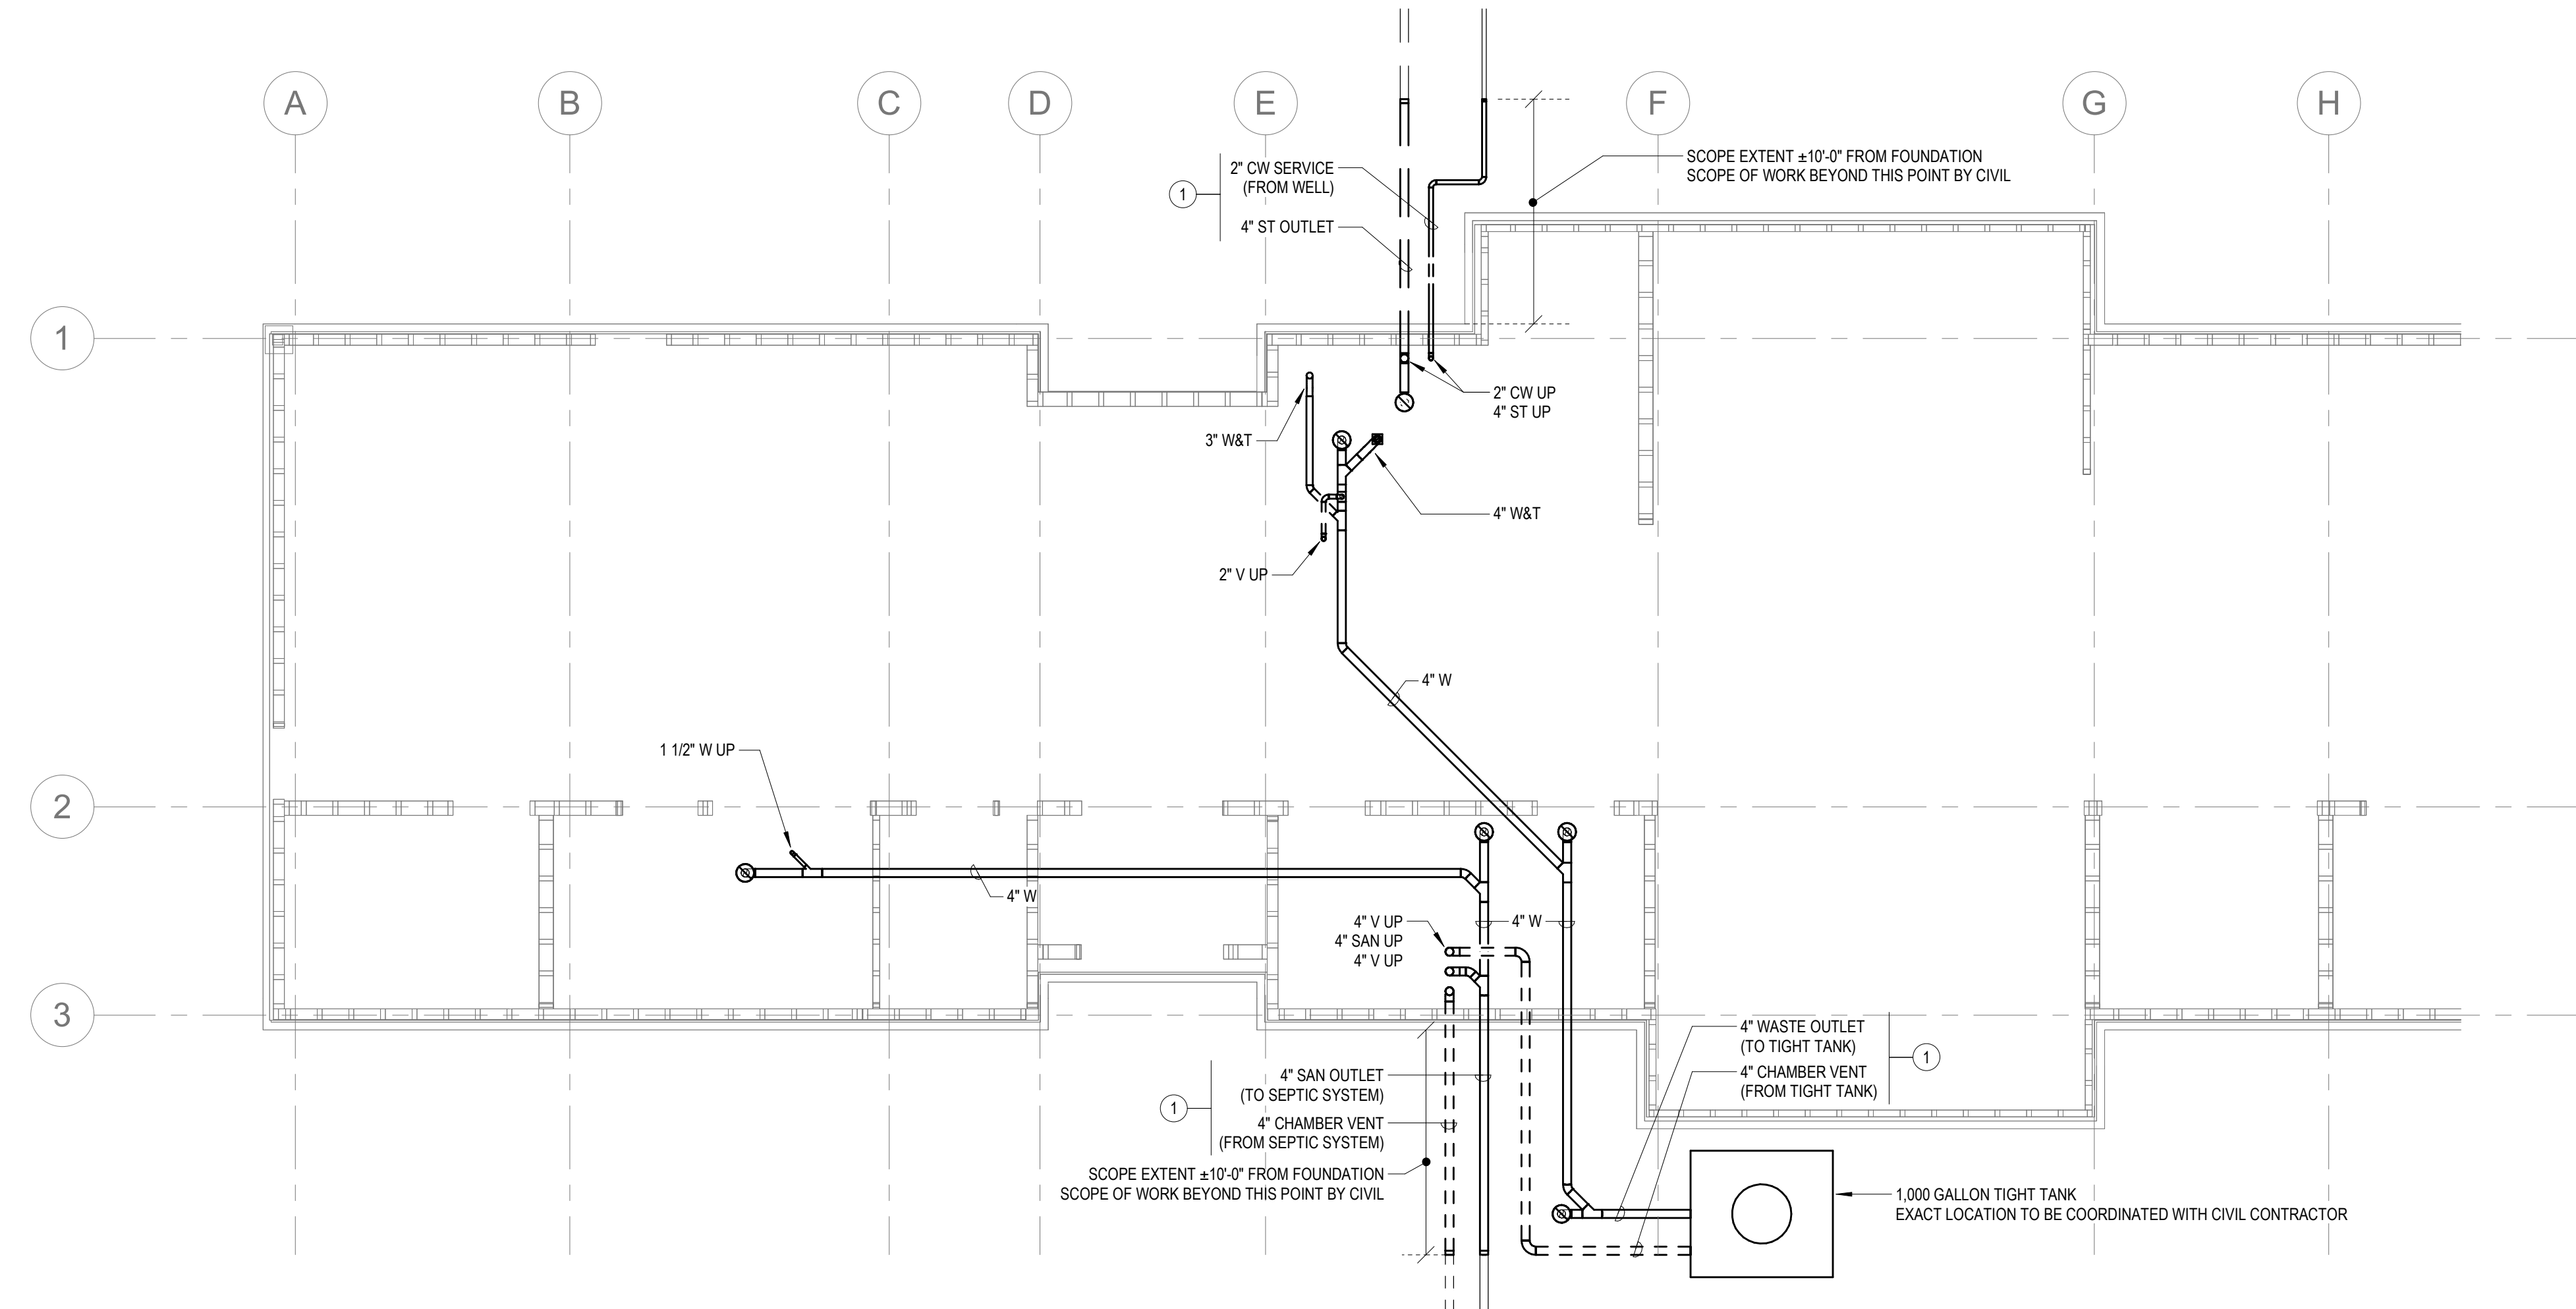 A
B
C
D
E
F
G
H
2" CW SERVICE
(FROM WELL)
1
4" ST OUTLET
SCOPE EXTENT ±10'-0" FROM FOUNDATION
SCOPE OF WORK BEYOND THIS POINT BY CIVIL
1
2" CW UP
4" ST UP
3" W&T
4" W&T
2" V UP
4" W
1 1/2" W UP
2
4" W
4" V UP
4" SAN UP
4" V UP
4" W
3
4" WASTE OUTLET
(TO TIGHT TANK)
4" CHAMBER VENT
(FROM TIGHT TANK)
1
4" SAN OUTLET
(TO SEPTIC SYSTEM)
4" CHAMBER VENT
(FROM SEPTIC SYSTEM)
1
SCOPE EXTENT ±10'-0" FROM FOUNDATION
SCOPE OF WORK BEYOND THIS POINT BY CIVIL
1,000 GALLON TIGHT TANK
EXACT LOCATION TO BE COORDINATED WITH CIVIL CONTRACTOR